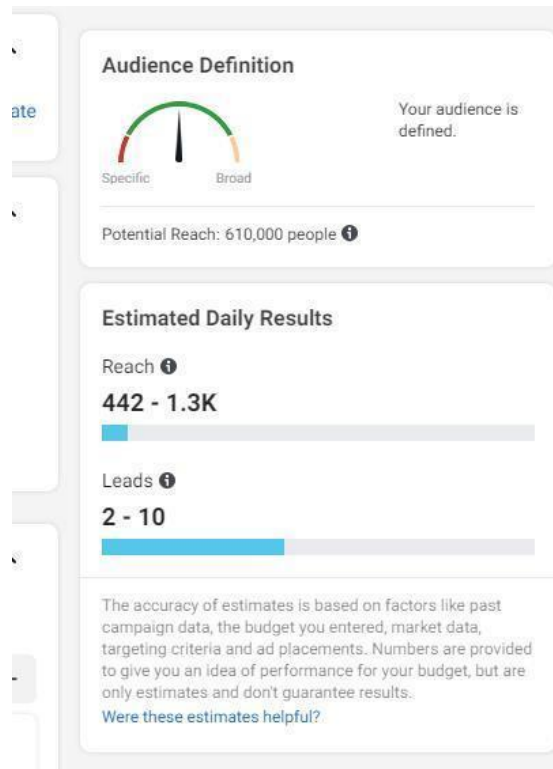 ate
Audience Definition
Your audience is
defined.
Specific
Broad
Potential Reach: 610,000 people
Estimated Daily Results
Reach
442 - 1.3K
Leads
2 - 10
The accuracy of estimates is based on factors like past
campaign data, the budget you entered, market data,
targeting criteria and ad placements. Numbers are provided
to give you an idea of performance for your budget, but are
only estimates and don't guarantee results.
Were these estimates helpful?